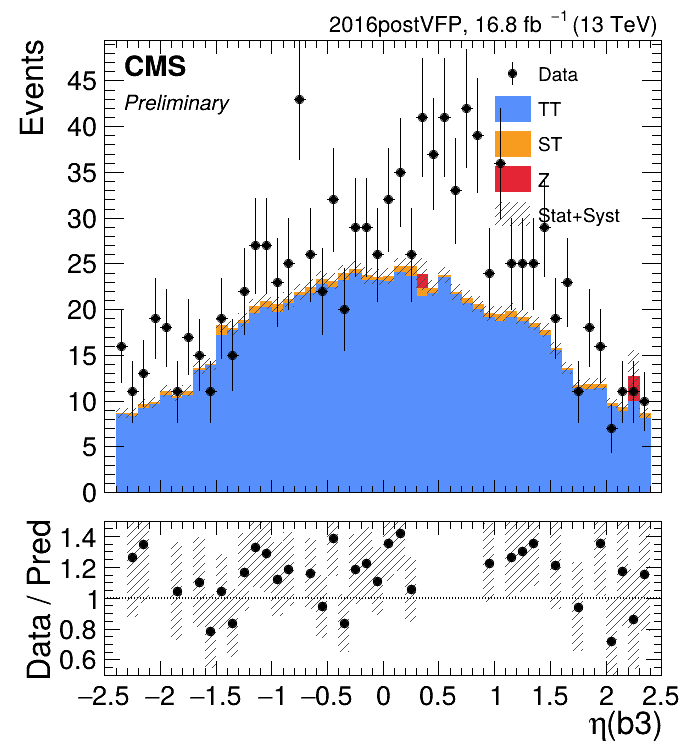 2016postVFP, 16.8 fb⁻¹ (13 TeV)
CMS
Preliminary
Events
Data
TT
ST
Z
Stat+Syst
45
40
35
30
25
20
15
10
5
0
Data / Pred
1.4
1.2
1
0.8
0.6
−2.5 −2 −1.5 −1 −0.5 0 0.5 1 1.5 2 2.5
η(b3)